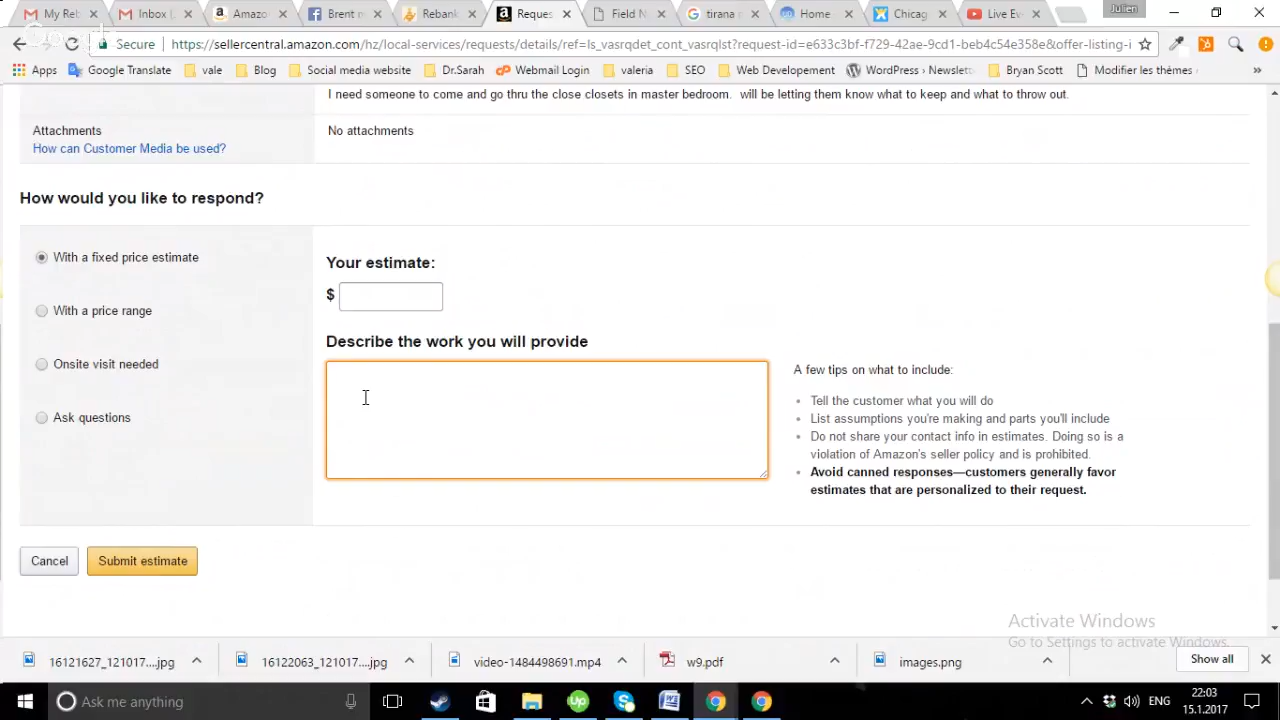 My Reb
Inbox (
Amazo
Brent n
Rebank
Reques
Field N
tirana
Home
Chicag
Live Ev
Julien
Secure
https://sellercentral.amazon.com/hz/local-services/requests/details/ref=ls_vasrqdet_cont_vasrqlst?request-id=e633c3bf-f729-42ae-9cd1-beb4c54e358e&offer-listing-i
Apps
Google Translate
vale
Blog
Social media website
Dr.Sarah
Webmail Login
valeria
SEO
Web Developement
WordPress › Newslett
Bryan Scott
Modifier les thèmes
»
I need someone to come and go thru the close closets in master bedroom. will be letting them know what to keep and what to throw out.
Attachments
No attachments
How can Customer Media be used?
How would you like to respond?
With a fixed price estimate
With a price range
Onsite visit needed
Ask questions
Your estimate:
$
Describe the work you will provide
A few tips on what to include:
• Tell the customer what you will do
• List assumptions you're making and parts you'll include
• Do not share your contact info in estimates. Doing so is a
violation of Amazon's seller policy and is prohibited.
• Avoid canned responses—customers generally favor
estimates that are personalized to their request.
Cancel
Submit estimate
Activate Windows
Go to Settings to activate Windows.
16121627_121017....jpg
16122063_121017....jpg
video-1484498691.mp4
w9.pdf
images.png
Show all
Ask me anything
ENG
22:03
15.1.2017